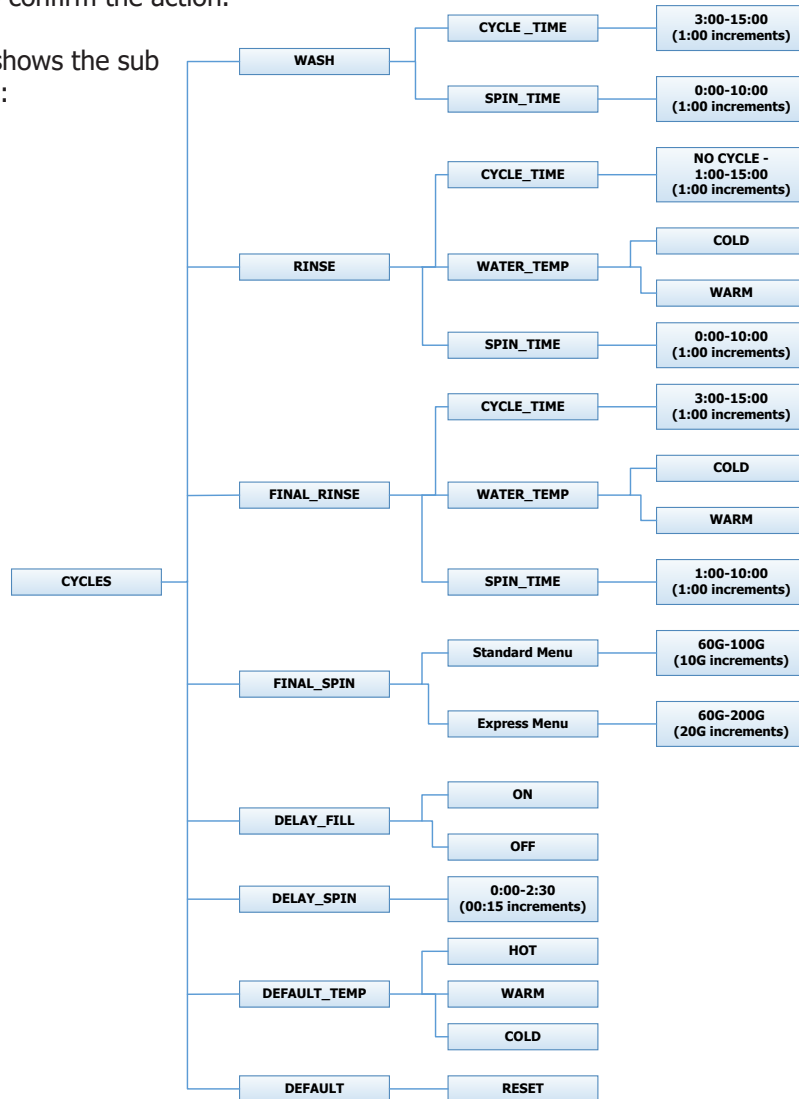 confirm the action.
shows the sub
:
CYCLES
WASH
CYCLE _TIME
3:00-15:00
(1:00 increments)
SPIN_TIME
0:00-10:00
(1:00 increments)
RINSE
CYCLE_TIME
NO CYCLE -
1:00-15:00
(1:00 increments)
WATER_TEMP
COLD
WARM
SPIN_TIME
0:00-10:00
(1:00 increments)
FINAL_RINSE
CYCLE_TIME
3:00-15:00
(1:00 increments)
WATER_TEMP
COLD
WARM
SPIN_TIME
1:00-10:00
(1:00 increments)
FINAL_SPIN
Standard Menu
60G-100G
(10G increments)
Express Menu
60G-200G
(20G increments)
DELAY_FILL
ON
OFF
DELAY_SPIN
0:00-2:30
(00:15 increments)
DEFAULT_TEMP
HOT
WARM
COLD
DEFAULT
RESET